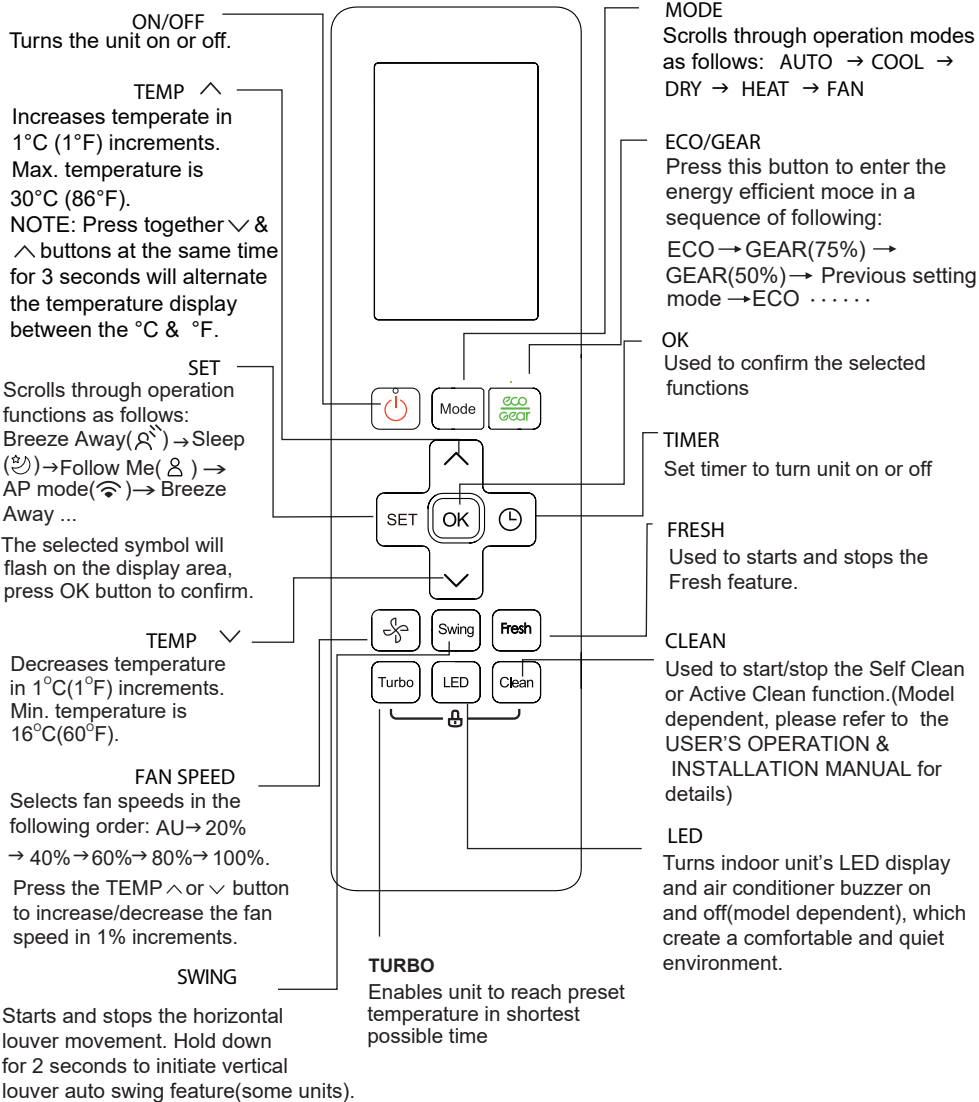 ON/OFF
Turns the unit on or off.
TEMP ∧
Increases temperate in
1°C (1°F) increments.
Max. temperature is
30°C (86°F).
NOTE: Press together ∨ &
∧ buttons at the same time
for 3 seconds will alternate
the temperature display
between the °C & °F.
SET
Scrolls through operation
functions as follows:
Breeze Away( ) → Sleep
( ) → Follow Me( ) →
AP mode( ) → Breeze
Away ...
The selected symbol will
flash on the display area,
press OK button to confirm.
TEMP ∨
Decreases temperature
in 1°C(1°F) increments.
Min. temperature is
16°C(60°F).
FAN SPEED
Selects fan speeds in the
following order: AU → 20%
→ 40% → 60% → 80% → 100%.
Press the TEMP ∧ or ∨ button
to increase/decrease the fan
speed in 1% increments.
SWING
Starts and stops the horizontal
louver movement. Hold down
for 2 seconds to initiate vertical
louver auto swing feature(some units).
Mode
eco
Gear
SET
OK
Swing
Fresh
Turbo
LED
Clean
TURBO
Enables unit to reach preset
temperature in shortest
possible time
MODE
Scrolls through operation modes
as follows: AUTO → COOL →
DRY → HEAT → FAN
ECO/GEAR
Press this button to enter the
energy efficient moce in a
sequence of following:
ECO → GEAR(75%) →
GEAR(50%) → Previous setting
mode → ECO ······
OK
Used to confirm the selected
functions
TIMER
Set timer to turn unit on or off
FRESH
Used to starts and stops the
Fresh feature.
CLEAN
Used to start/stop the Self Clean
or Active Clean function.(Model
dependent, please refer to the
USER'S OPERATION &
INSTALLATION MANUAL for
details)
LED
Turns indoor unit's LED display
and air conditioner buzzer on
and off(model dependent), which
create a comfortable and quiet
environment.